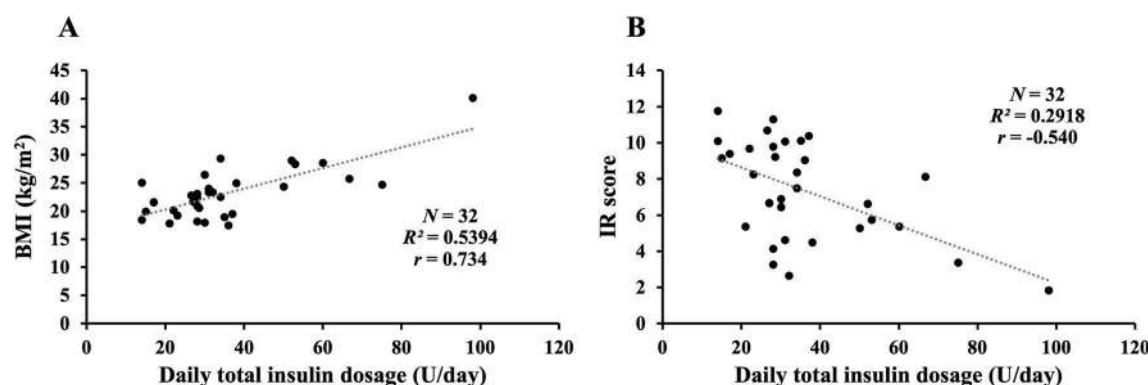 A
BMI (kg/m²)
45
40
35
30
25
20
15
10
5
0
N = 32
R² = 0.5394
r = 0.734
0 20 40 60 80 100 120
Daily total insulin dosage (U/day)
B
IR score
14
12
10
8
6
4
2
0
N = 32
R² = 0.2918
r = -0.540
0 20 40 60 80 100 120
Daily total insulin dosage (U/day)